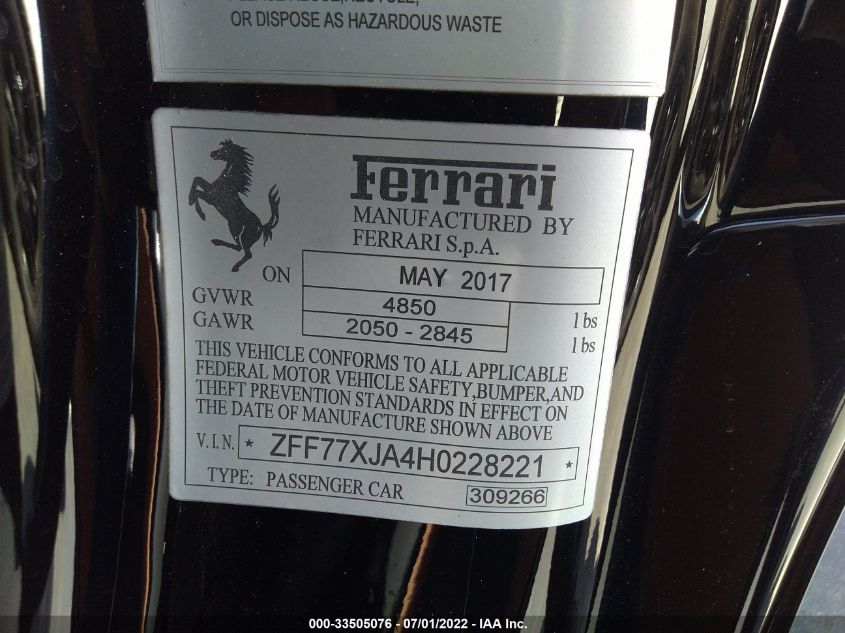 OR DISPOSE AS HAZARDOUS WASTE
Ferrari
MANUFACTURED BY
FERRARI S.p.A.
ON MAY 2017
GVWR 4850 lbs
GAWR 2050 - 2845 lbs
THIS VEHICLE CONFORMS TO ALL APPLICABLE
FEDERAL MOTOR VEHICLE SAFETY,BUMPER,AND
THEFT PREVENTION STANDARDS IN EFFECT ON
THE DATE OF MANUFACTURE SHOWN ABOVE
V.I.N. * ZFF77XJA4H0228221 *
TYPE: PASSENGER CAR 309266
000-33505076 / 07/01/2022 - IAA Inc.